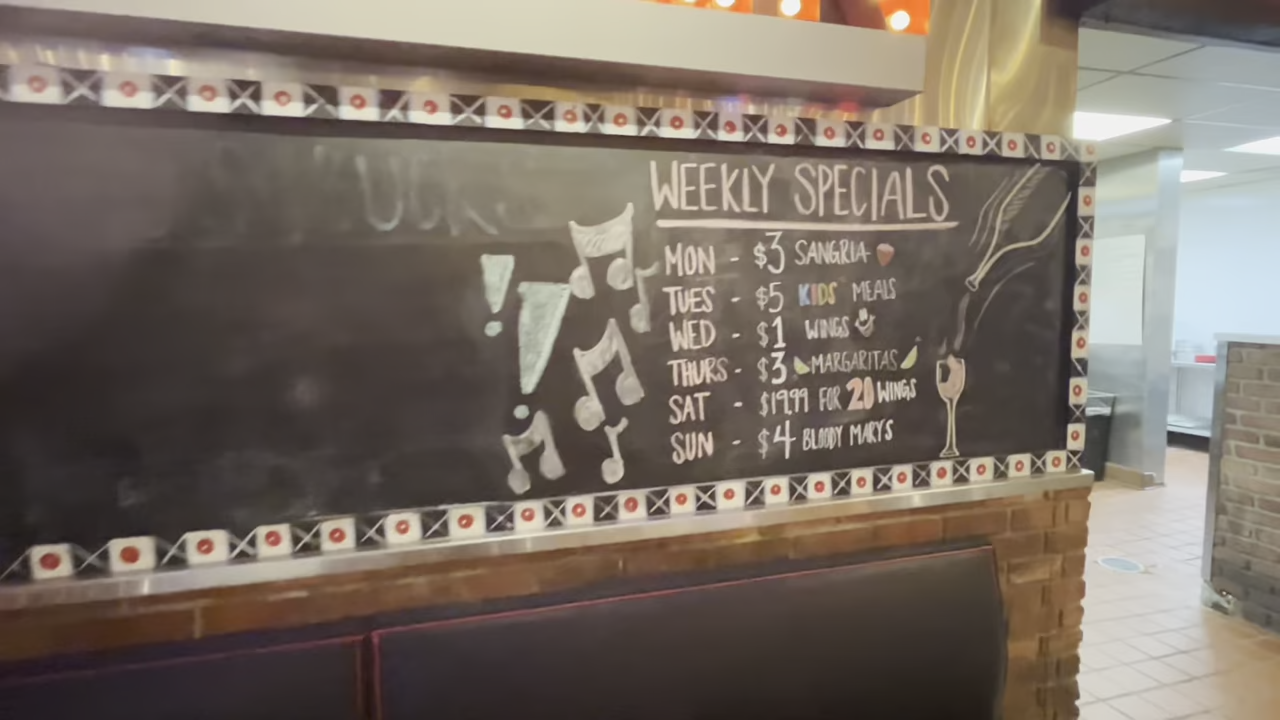 WEEKLY SPECIALS
MON - $3 SANGRIA
TUES - $5 KIDS MEALS
WED - $1 WINGS
THURS - $3 MARGARITAS
SAT - $19.99 FOR 20 WINGS
SUN - $4 BLOODY MARYS